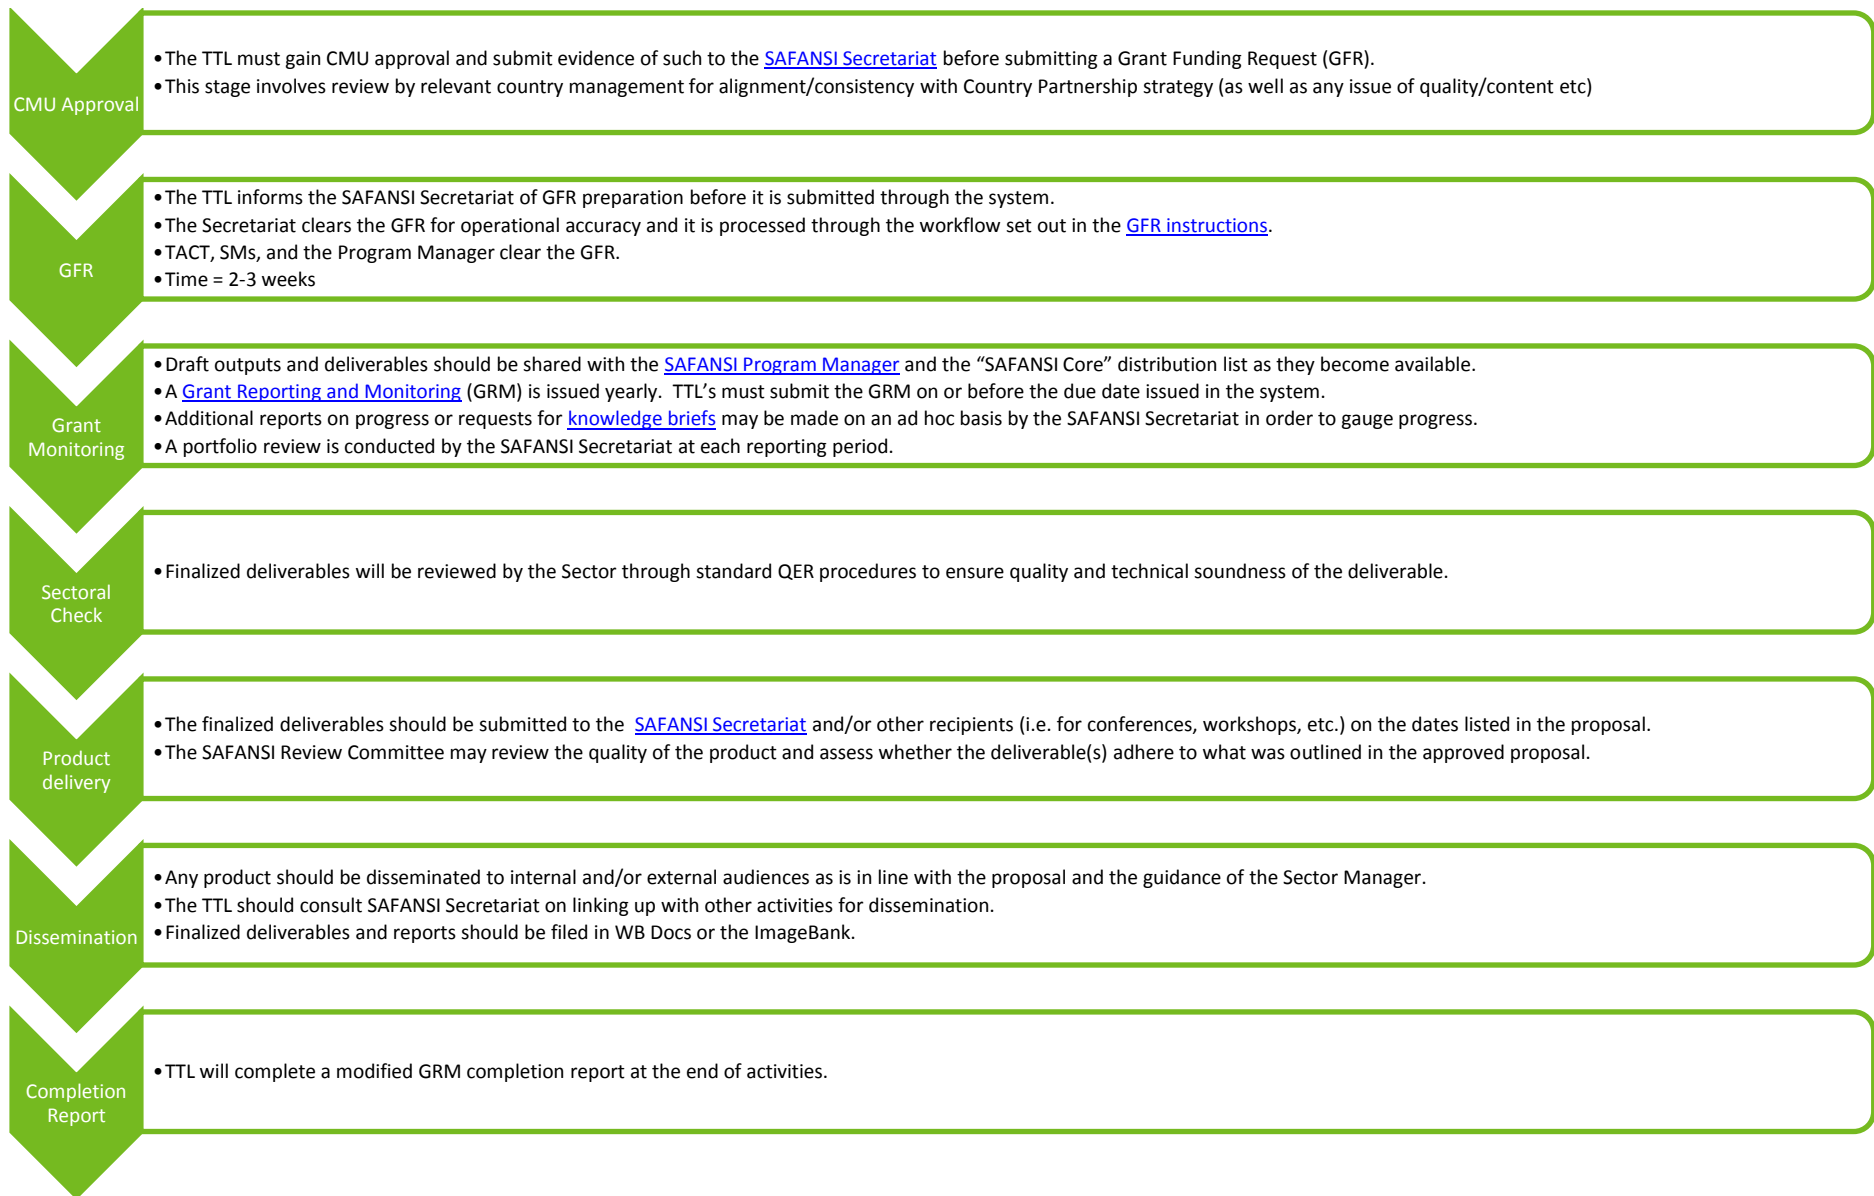 CMU Approval
•The TTL must gain CMU approval and submit evidence of such to the SAFANSI Secretariat before submitting a Grant Funding Request (GFR).
•This stage involves review by relevant country management for alignment/consistency with Country Partnership strategy (as well as any issue of quality/content etc)
GFR
•The TTL informs the SAFANSI Secretariat of GFR preparation before it is submitted through the system.
•The Secretariat clears the GFR for operational accuracy and it is processed through the workflow set out in the GFR instructions.
•TACT, SMs, and the Program Manager clear the GFR.
•Time = 2-3 weeks
Grant
Monitoring
•Draft outputs and deliverables should be shared with the SAFANSI Program Manager and the “SAFANSI Core” distribution list as they become available.
•A Grant Reporting and Monitoring (GRM) is issued yearly.  TTL's must submit the GRM on or before the due date issued in the system.
•Additional reports on progress or requests for knowledge briefs may be made on an ad hoc basis by the SAFANSI Secretariat in order to gauge progress.
•A portfolio review is conducted by the SAFANSI Secretariat at each reporting period.
Sectoral
Check
•Finalized deliverables will be reviewed by the Sector through standard QER procedures to ensure quality and technical soundness of the deliverable.
Product
delivery
•The finalized deliverables should be submitted to the  SAFANSI Secretariat and/or other recipients (i.e. for conferences, workshops, etc.) on the dates listed in the proposal.
•The SAFANSI Review Committee may review the quality of the product and assess whether the deliverable(s) adhere to what was outlined in the approved proposal.
Dissemination
•Any product should be disseminated to internal and/or external audiences as is in line with the proposal and the guidance of the Sector Manager.
•The TTL should consult SAFANSI Secretariat on linking up with other activities for dissemination.
•Finalized deliverables and reports should be filed in WB Docs or the ImageBank.
Completion
Report
•TTL will complete a modified GRM completion report at the end of activities.